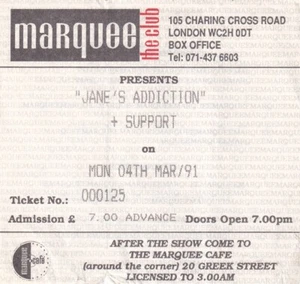 marquee the club
105 CHARING CROSS ROAD
LONDON WC2H 0DT
BOX OFFICE
Tel: 071-437 6603
PRESENTS
"JANE'S ADDICTION"
+ SUPPORT
on
MON 04TH MAR/91
Ticket No.: 000125
Admission £ 7.00 ADVANCE Doors Open 7.00pm
marquee café
AFTER THE SHOW COME TO
THE MARQUEE CAFE
(around the corner) 20 GREEK STREET
LICENSED TO 3.00AM